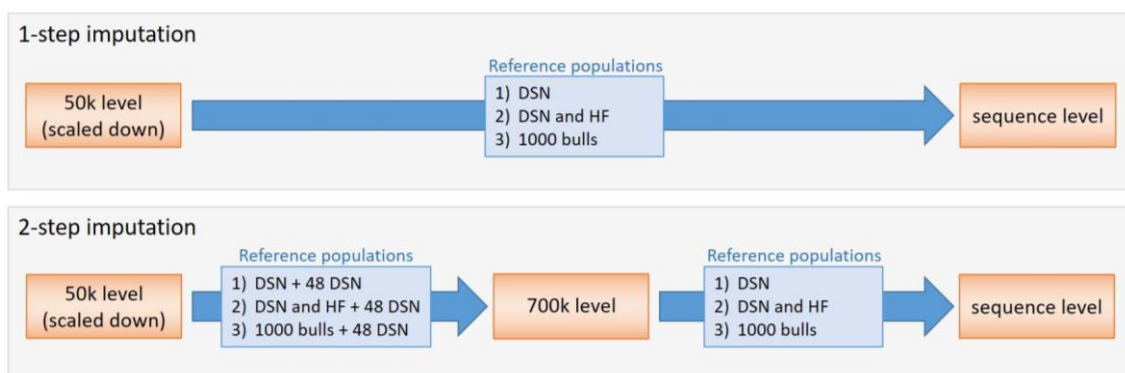 1-step imputation
Reference populations
50k level
(scaled down)
1) DSN
2) DSN and HF
3) 1000 bulls
sequence level
2-step imputation
Reference populations
Reference populations
50k level
(scaled down)
1) DSN + 48 DSN
2) DSN and HF + 48 DSN
3) 1000 bulls + 48 DSN
700k level
1) DSN
2) DSN and HF
3) 1000 bulls
sequence level